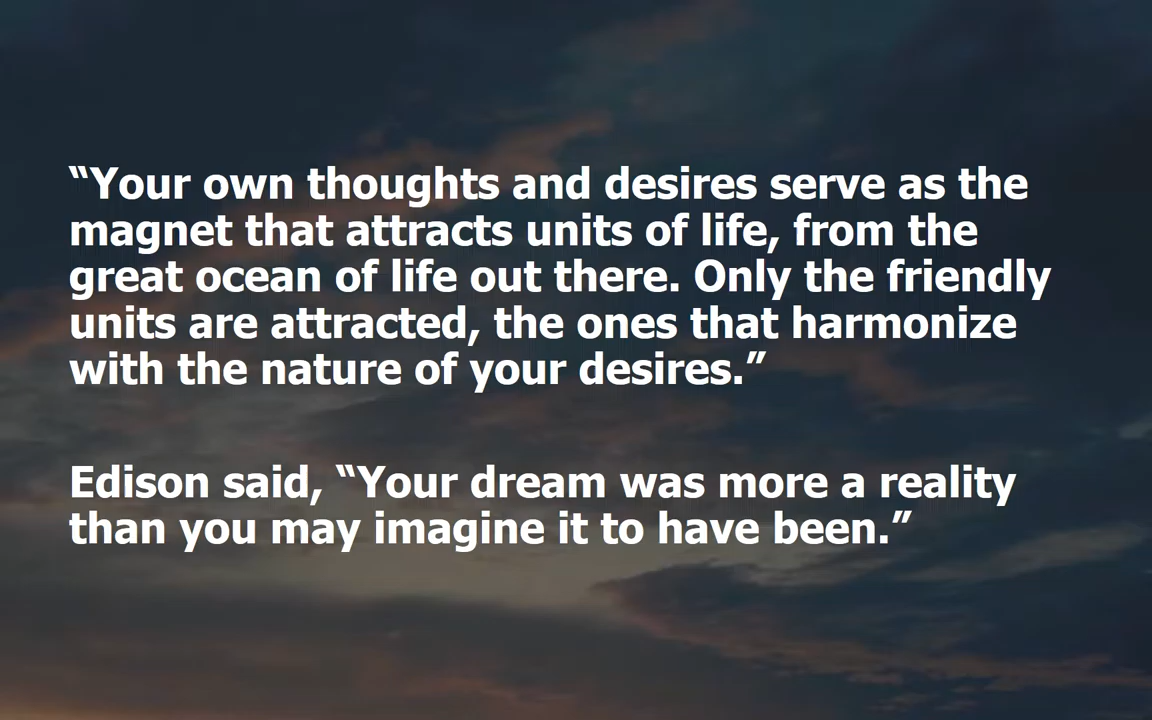 “Your own thoughts and desires serve as the
magnet that attracts units of life, from the
great ocean of life out there. Only the friendly
units are attracted, the ones that harmonize
with the nature of your desires.”
Edison said, “Your dream was more a reality
than you may imagine it to have been.”